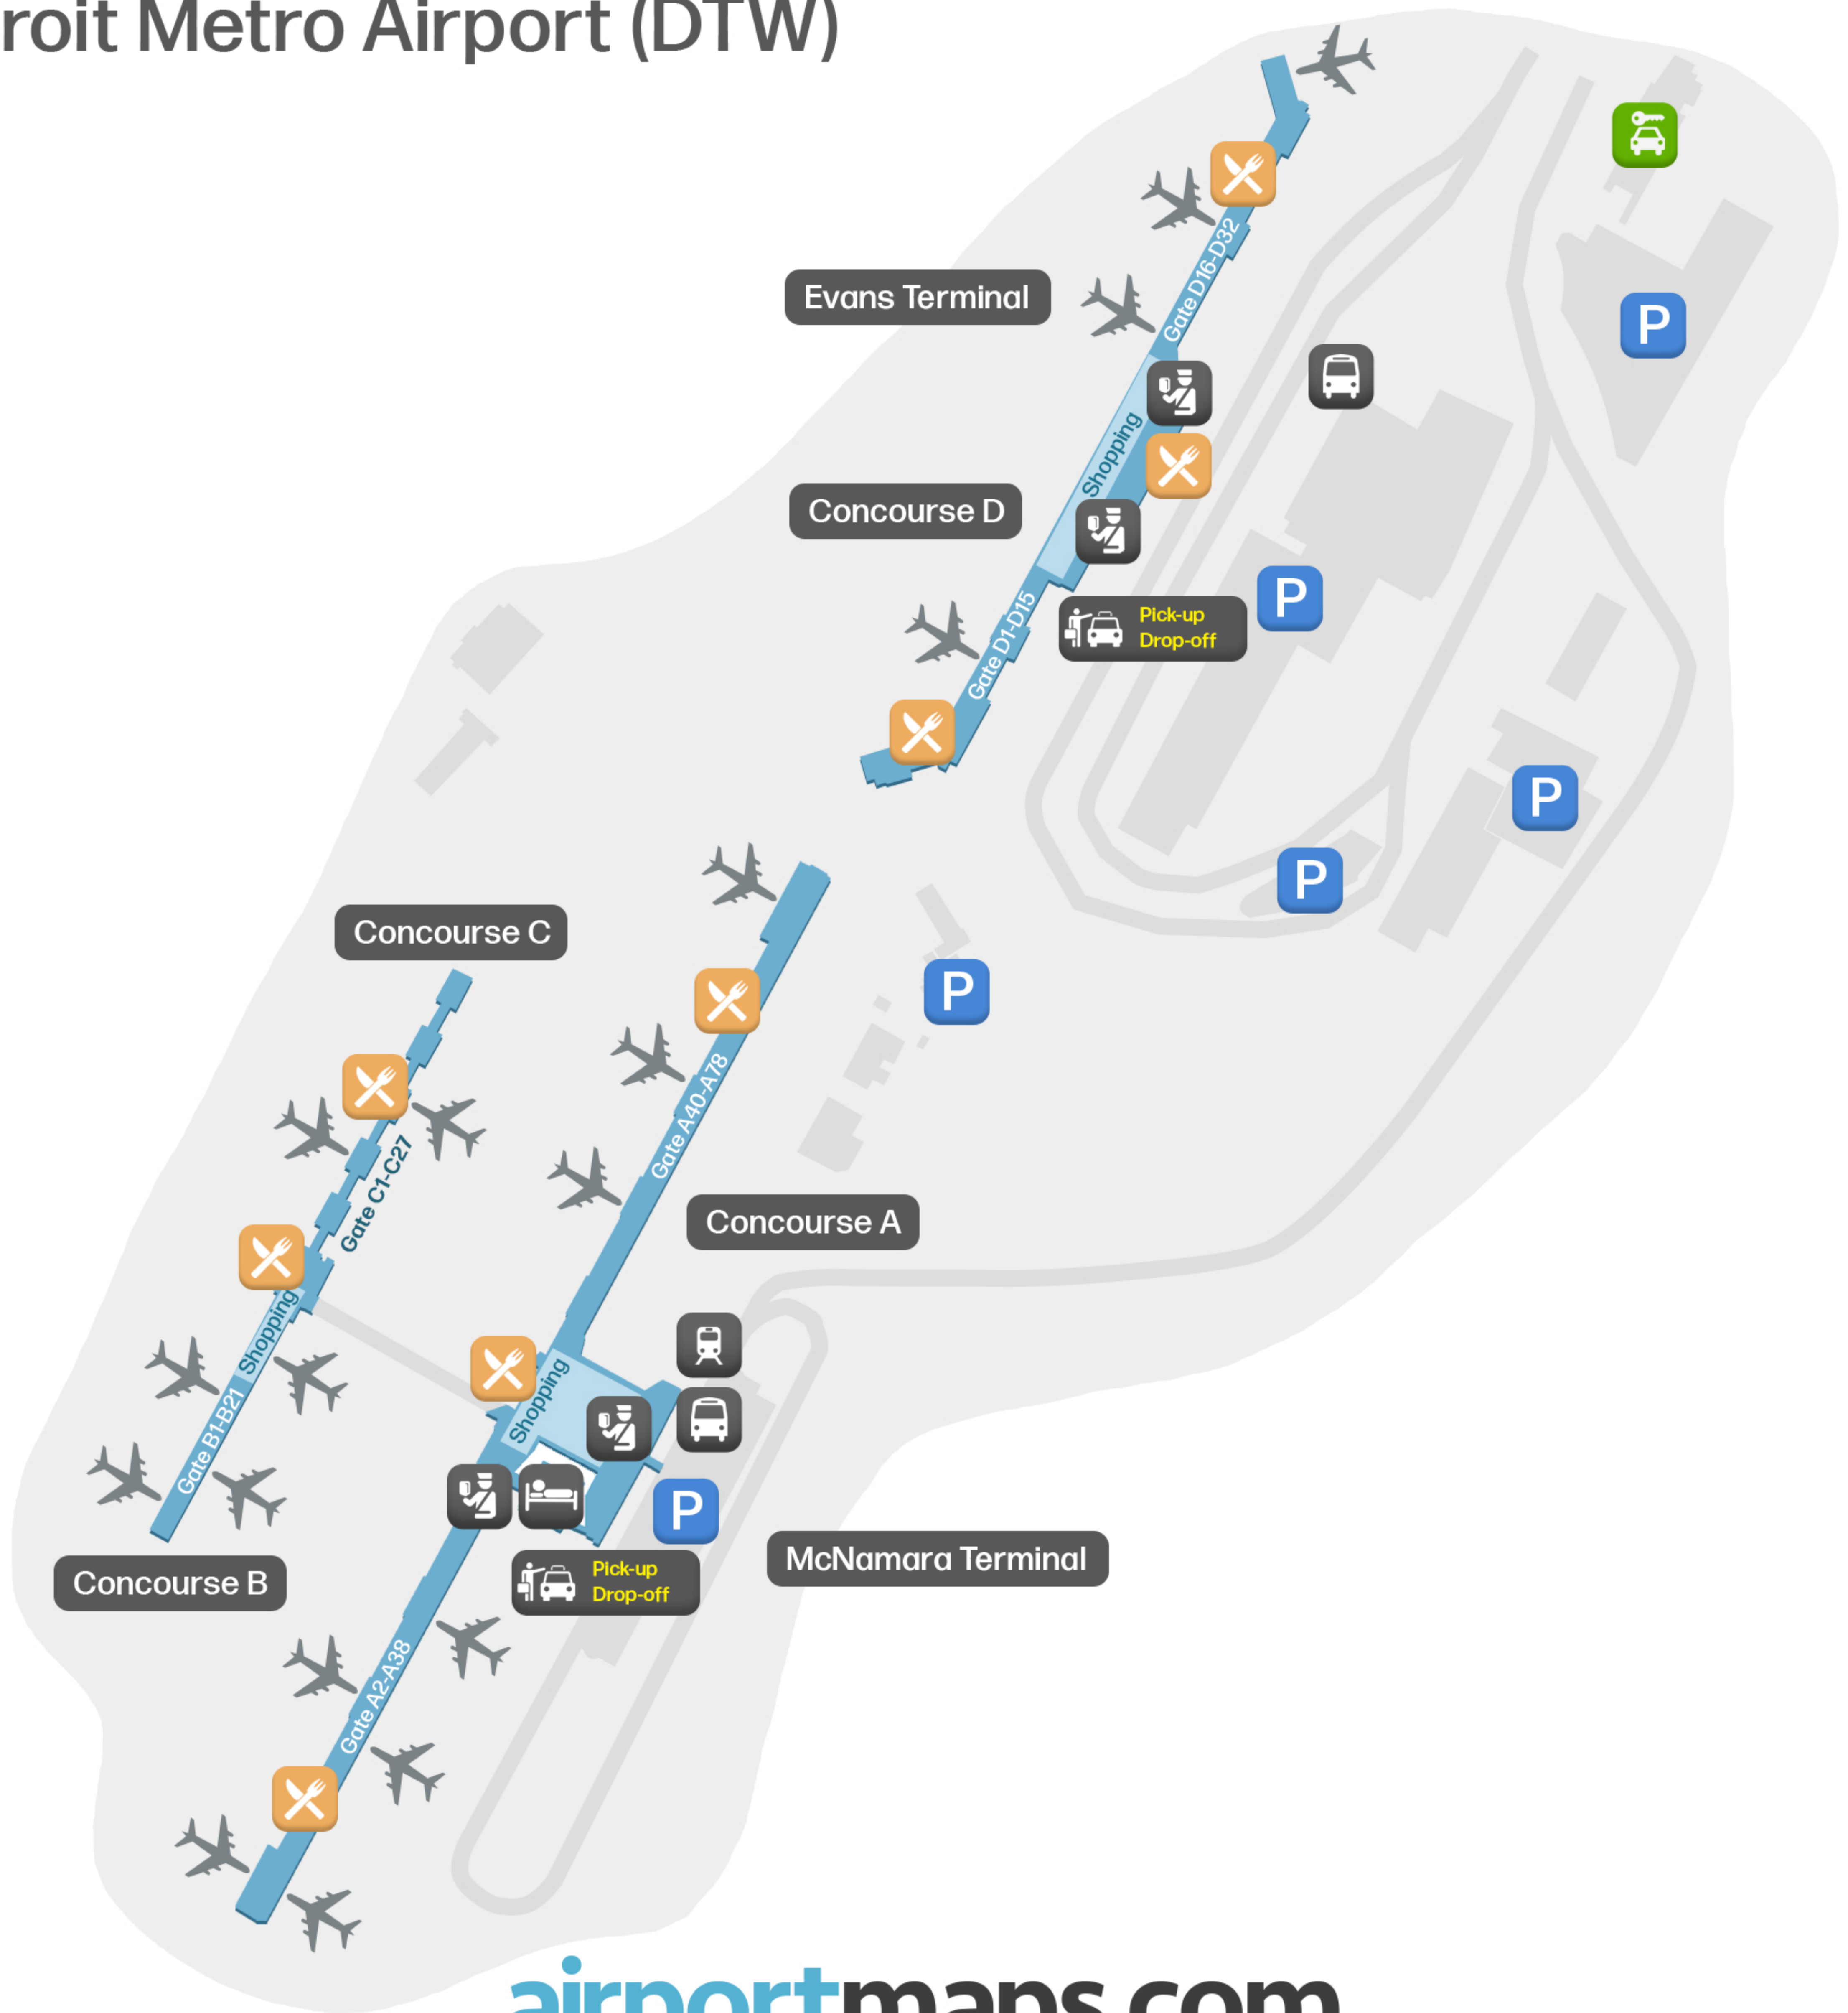 roit Metro Airport (DTW)
Gate D16-D32
Evans Terminal
P
Shopping
Concourse D
P
Gate D1-D15
Pick-up
Drop-off
P
P
Concourse C
P
Gate A40-A78
Gate C1-C27
Concourse A
Shopping
Shopping
Gate B1-B21
P
McNamara Terminal
Concourse B
Pick-up
Drop-off
Gate A2-A38
airportmaps.com